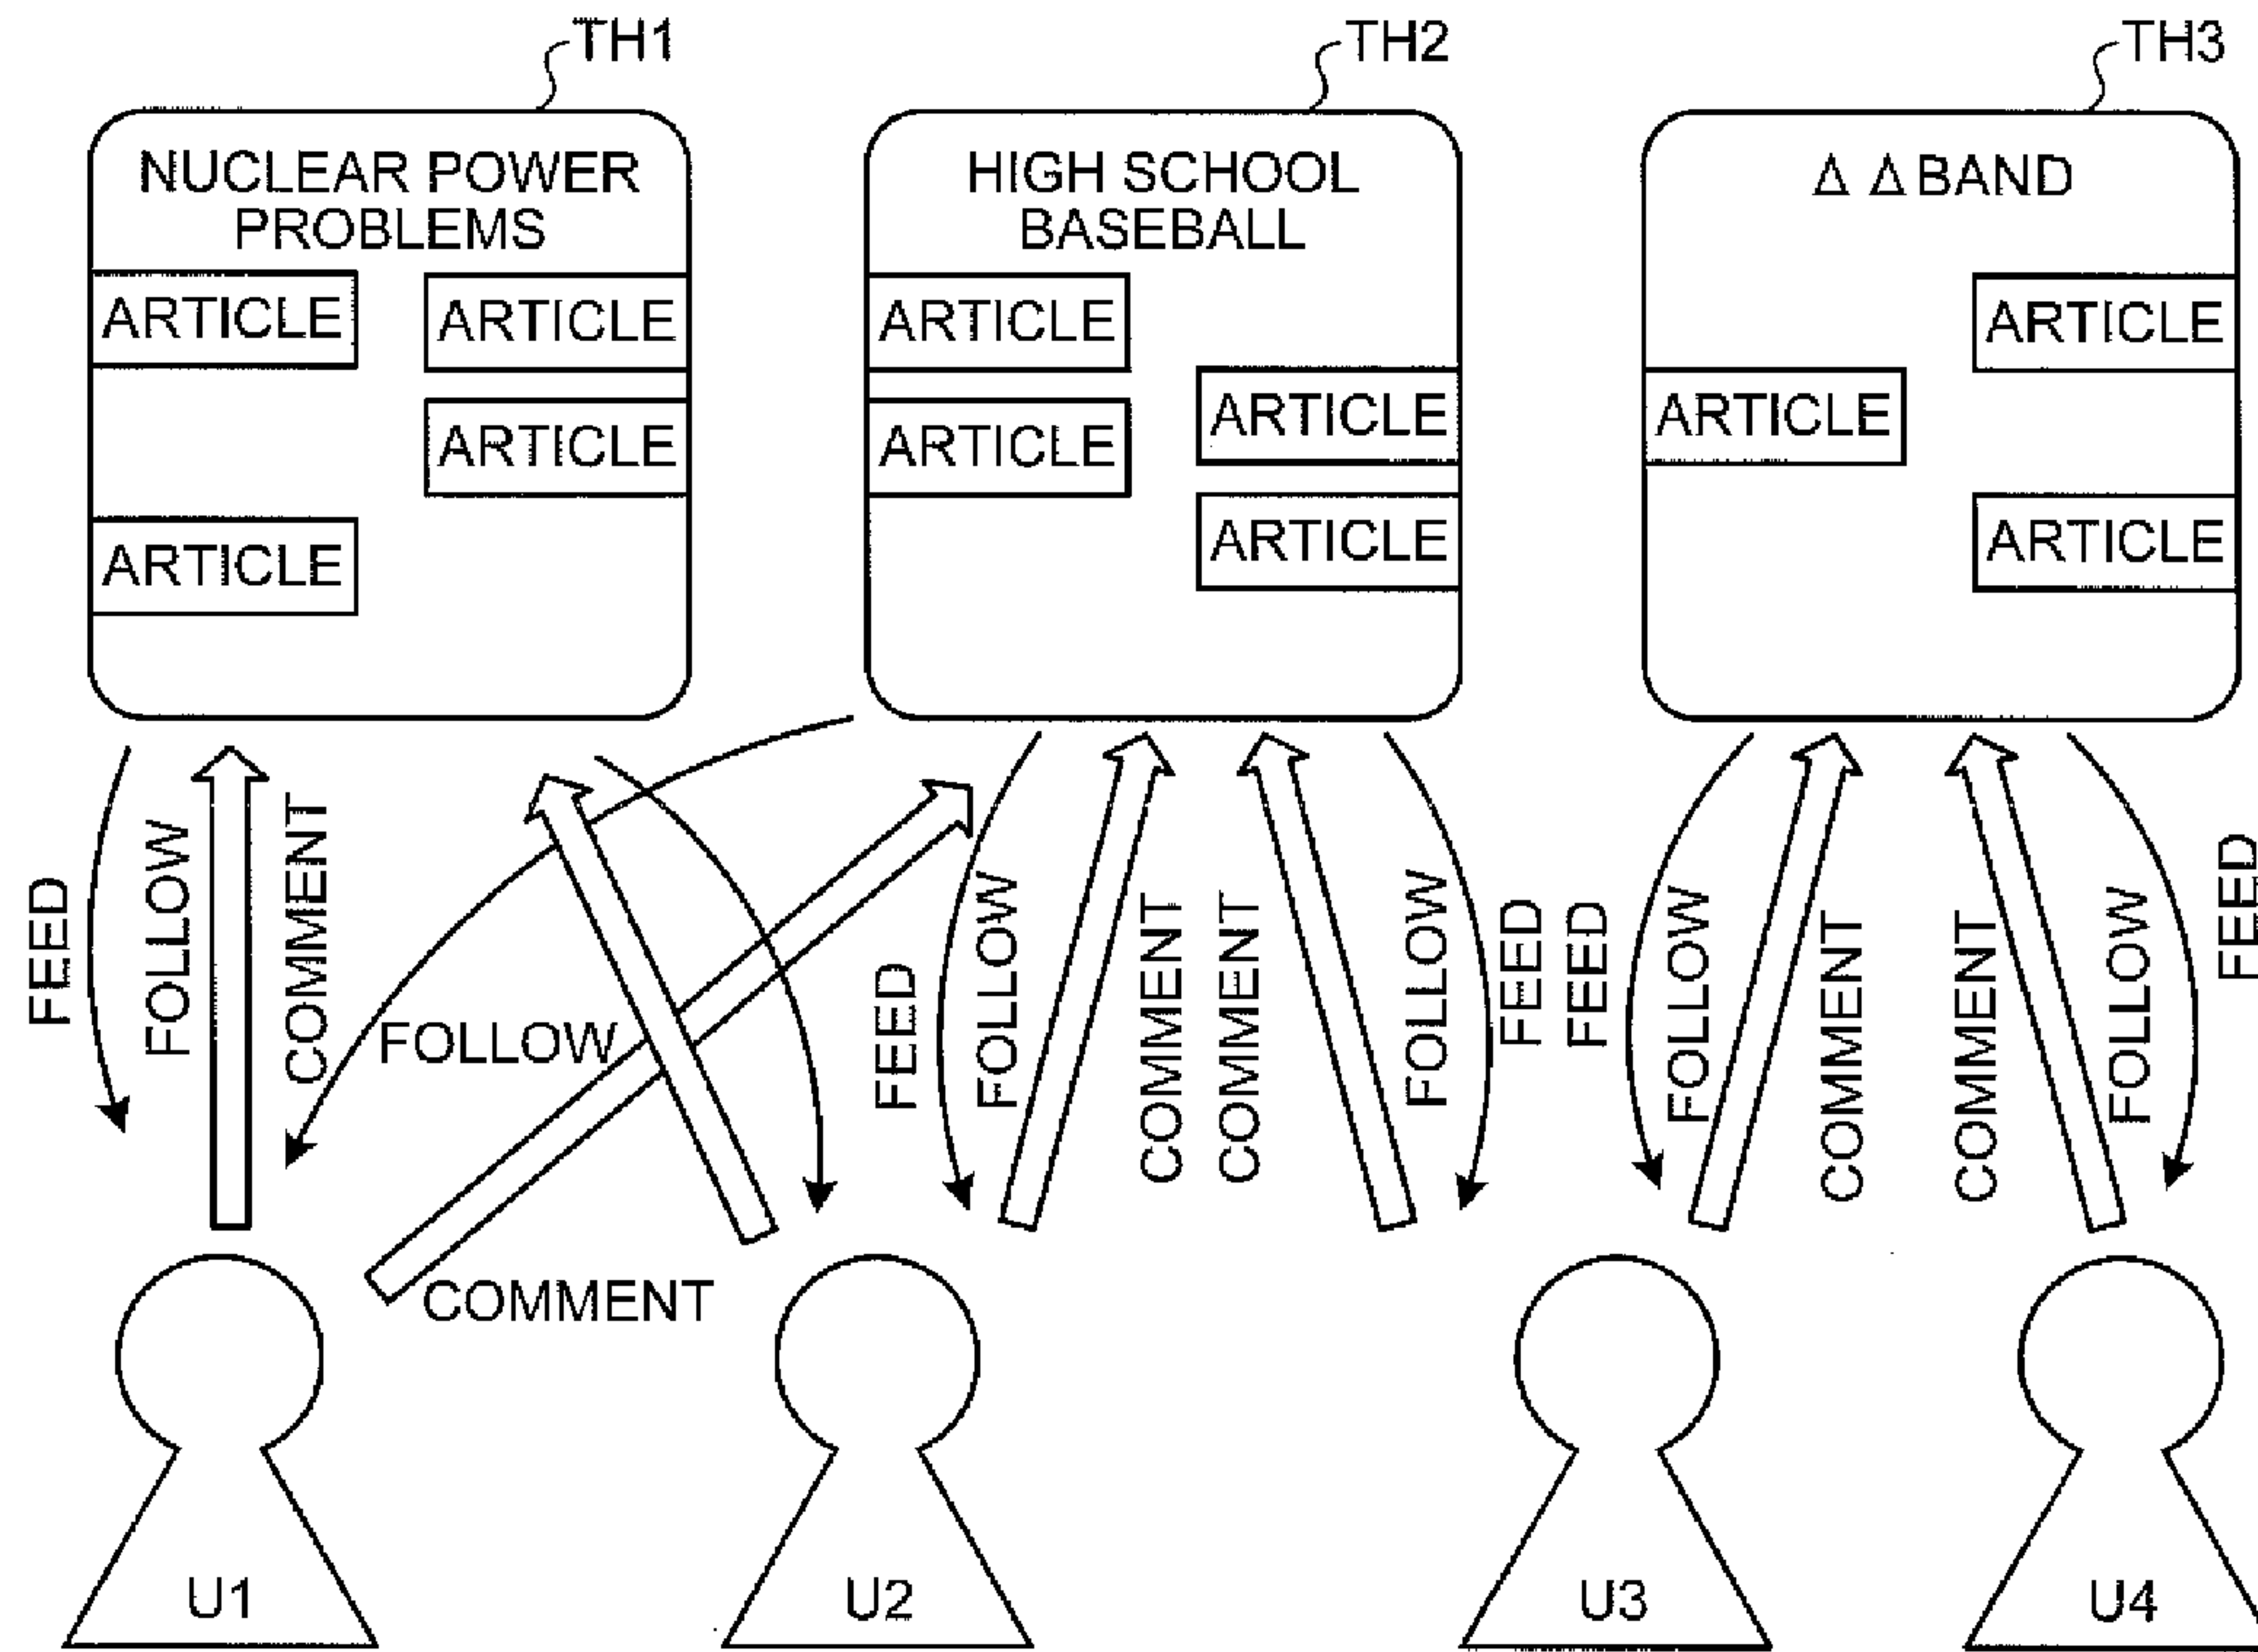 TH1
TH2
TH3
NUCLEAR POWER
PROBLEMS
ARTICLE
ARTICLE
ARTICLE
ARTICLE
HIGH SCHOOL
BASEBALL
ARTICLE
ARTICLE
ARTICLE
ARTICLE
Δ Δ BAND
ARTICLE
ARTICLE
ARTICLE
FEED
FOLLOW
COMMENT
FOLLOW
COMMENT
FEED
FOLLOW
COMMENT
COMMENT
FOLLOW
FEED
FEED
FOLLOW
COMMENT
COMMENT
FOLLOW
FEED
U1
U2
U3
U4